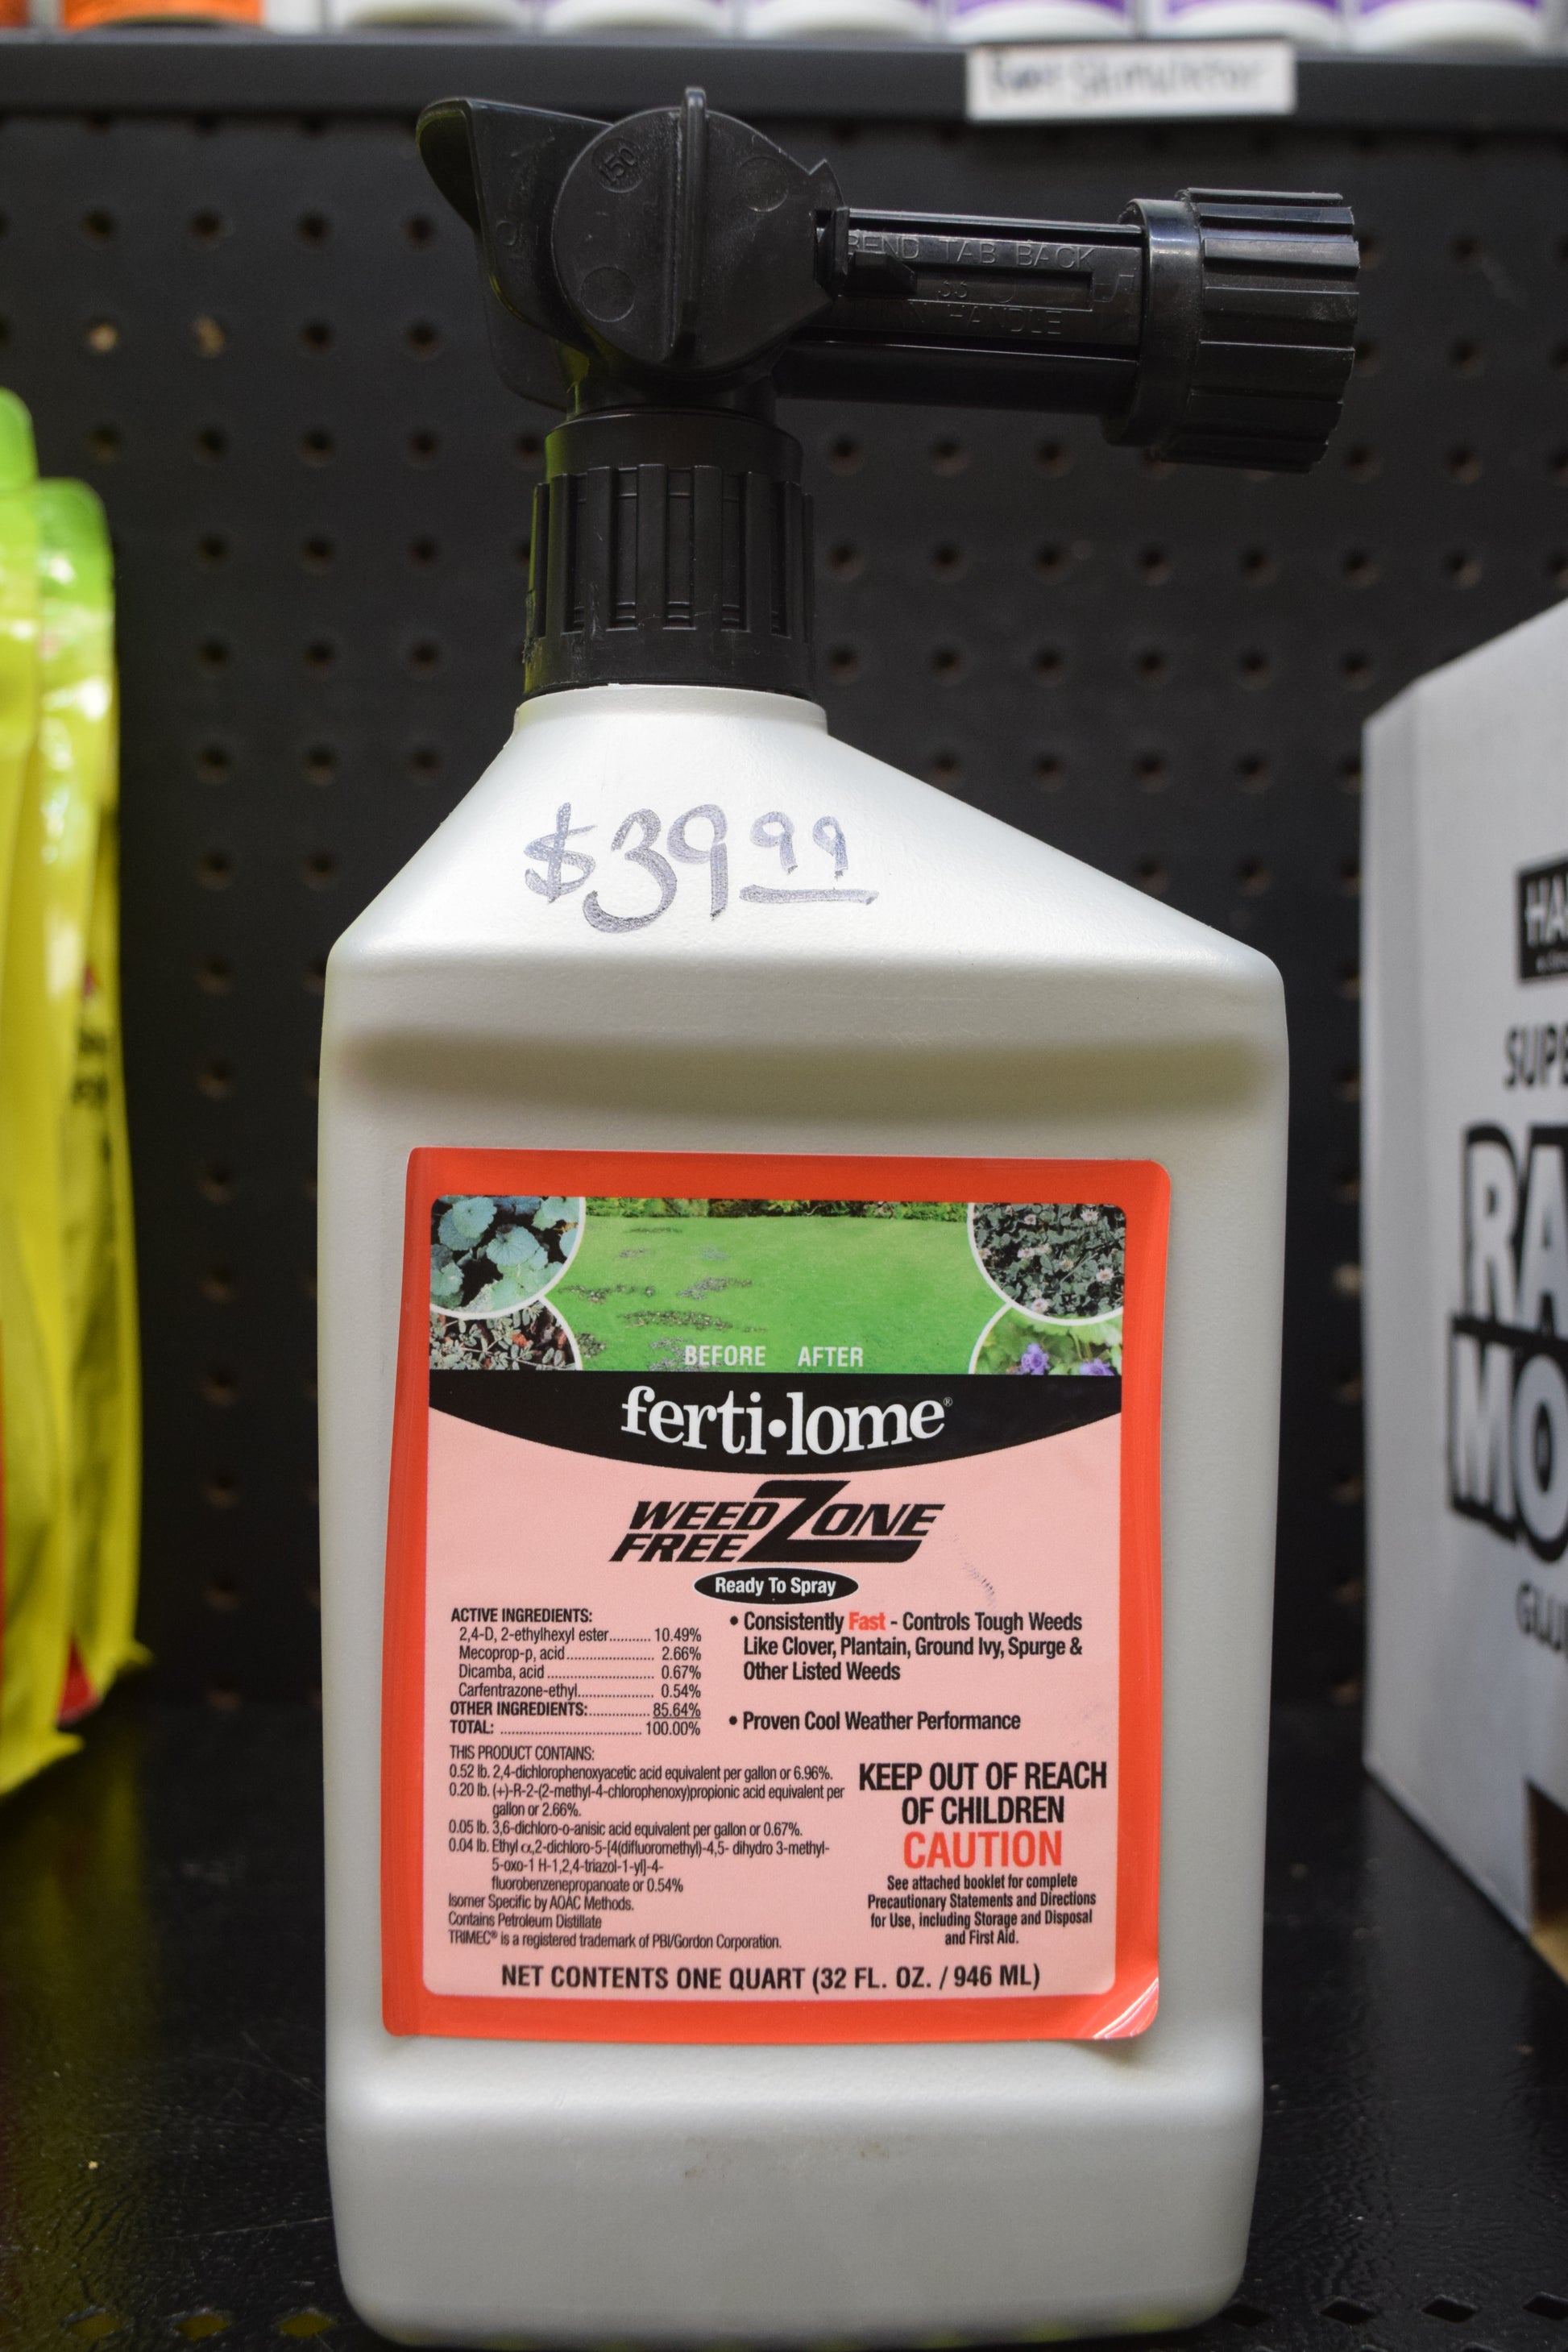 Stimulator
150
BEND TAB BACK
HANDLE
$39 99
BEFORE AFTER
ferti•lome®
WEED FREE ZONE
Ready To Spray
ACTIVE INGREDIENTS:
2,4-D, 2-ethylhexyl ester.......... 10.49%
Mecoprop-p, acid...................... 2.66%
Dicamba, acid........................... 0.67%
Carfentrazone-ethyl................... 0.54%
OTHER INGREDIENTS:.............. 85.64%
TOTAL: ................................... 100.00%
• Consistently Fast - Controls Tough Weeds
Like Clover, Plantain, Ground Ivy, Spurge &
Other Listed Weeds
• Proven Cool Weather Performance
THIS PRODUCT CONTAINS:
0.52 lb. 2,4-dichlorophenoxyacetic acid equivalent per gallon or 6.96%.
0.20 lb. (+)-R-2-(2-methyl-4-chlorophenoxy)propionic acid equivalent per
gallon or 2.66%.
0.05 lb. 3,6-dichloro-o-anisic acid equivalent per gallon or 0.67%.
0.04 lb. Ethyl α,2-dichloro-5-[4(difluoromethyl)-4,5- dihydro 3-methyl-
5-oxo-1 H-1,2,4-triazol-1-yl]-4-
fluorobenzenepropanoate or 0.54%
Isomer Specific by AOAC Methods.
Contains Petroleum Distillate
TRIMEC® is a registered trademark of PBI/Gordon Corporation.
KEEP OUT OF REACH
OF CHILDREN
CAUTION
See attached booklet for complete
Precautionary Statements and Directions
for Use, including Storage and Disposal
and First Aid.
NET CONTENTS ONE QUART (32 FL. OZ. / 946 ML)
HA
SUPE
RA
MO
GLU